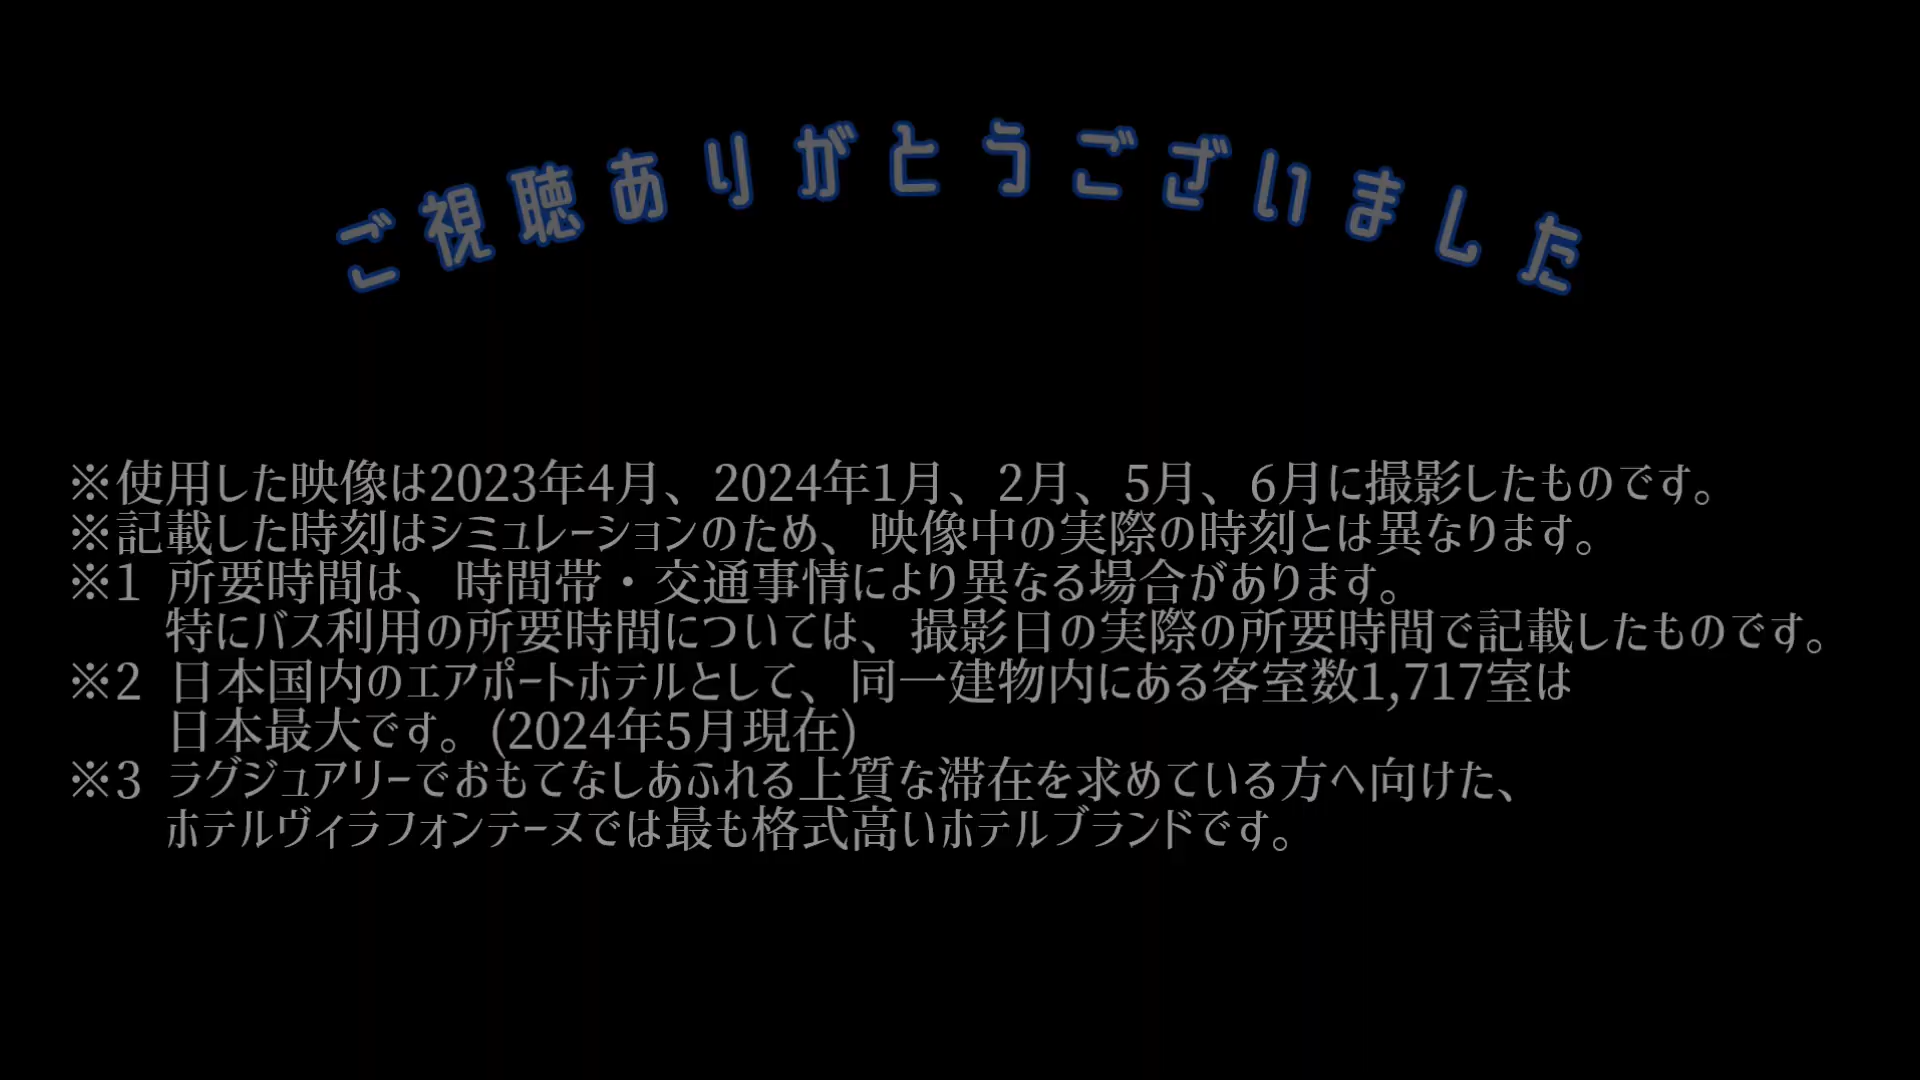 ご視聴ありがとうございました
※使用した映像は2023年4月、2024年1月、2月、5月、6月に撮影したものです。
※記載した時刻はシミュレーションのため、映像中の実際の時刻とは異なります。
※1 所要時間は、時間帯・交通事情により異なる場合があります。
特にバス利用の所要時間については、撮影日の実際の所要時間で記載したものです。
※2 日本国内のエアポートホテルとして、同一建物内にある客室数1,717室は
日本最大です。(2024年5月現在)
※3 ラグジュアリーでおもてなしあふれる上質な滞在を求めている方へ向けた、
ホテルヴィラフォンテーヌでは最も格式高いホテルブランドです。